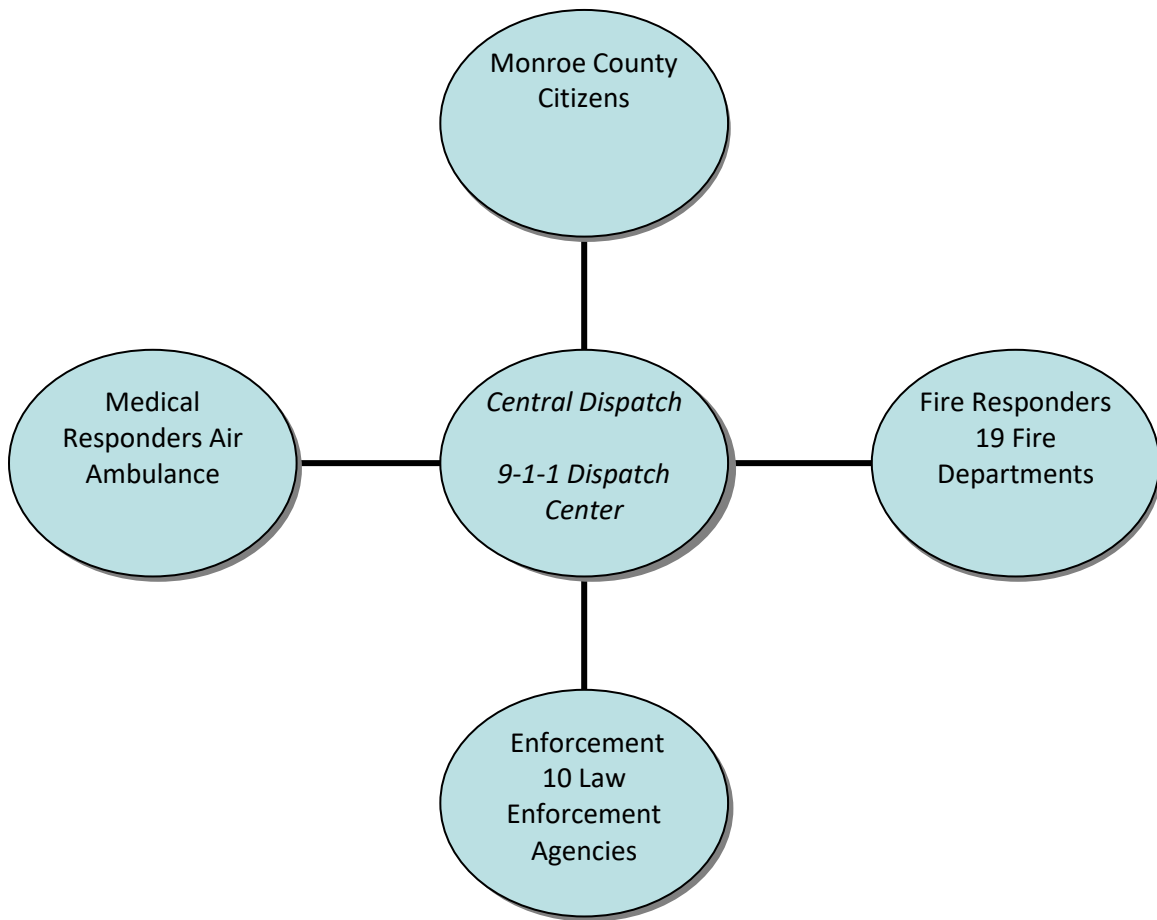 Monroe County
Citizens
Medical
Responders Air
Ambulance
Central Dispatch
9-1-1 Dispatch
Center
Fire Responders
19 Fire
Departments
Enforcement
10 Law
Enforcement
Agencies